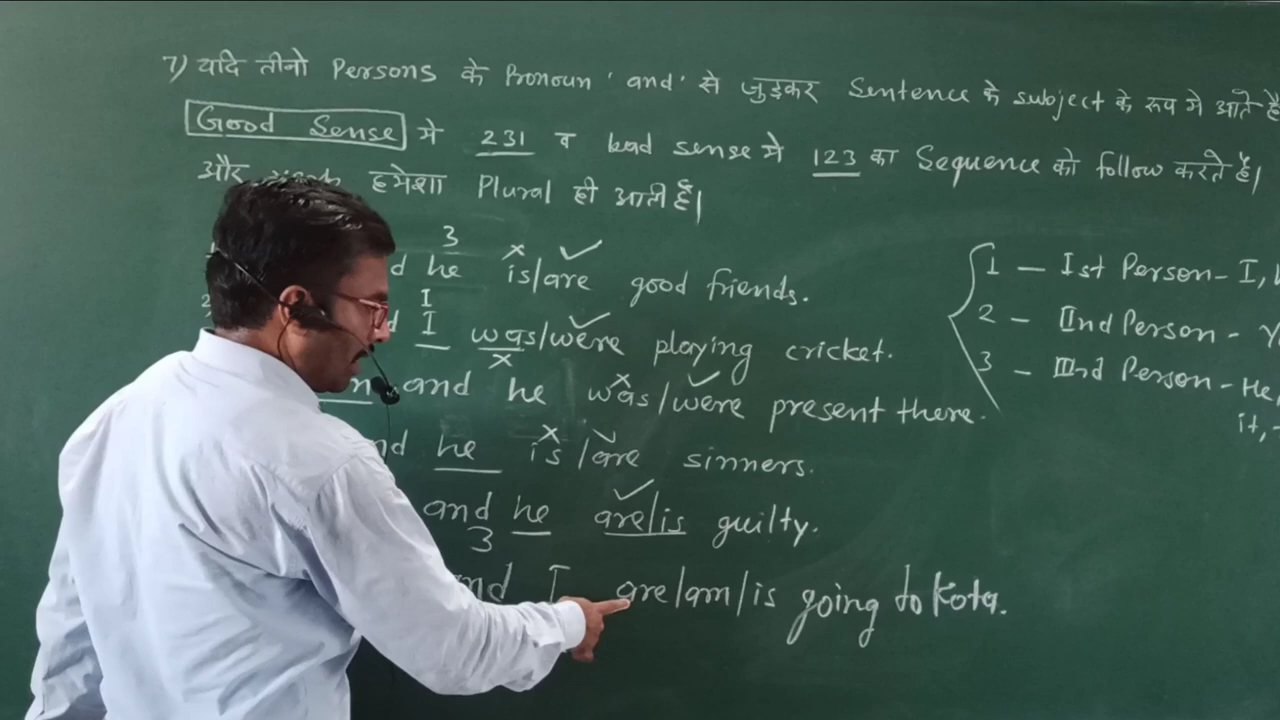 7) यदि तीनो Persons के Pronoun 'and' से जुड़कर Sentence के subject के रूप मे आते है
Good Sense मे 231 व bad sense मे 123 का Sequence को follow करते है।
और हमेशा Plural ही आती है।
3
he is/are good friends.
I
I was/were playing cricket.
and he was/were present there.
he is/are sinners.
and he are/is guilty.
3
I are/am/is going to Kota.
1 - Ist Person - I,
2 - IInd Person -
3 - IIIrd Person - He,
it,